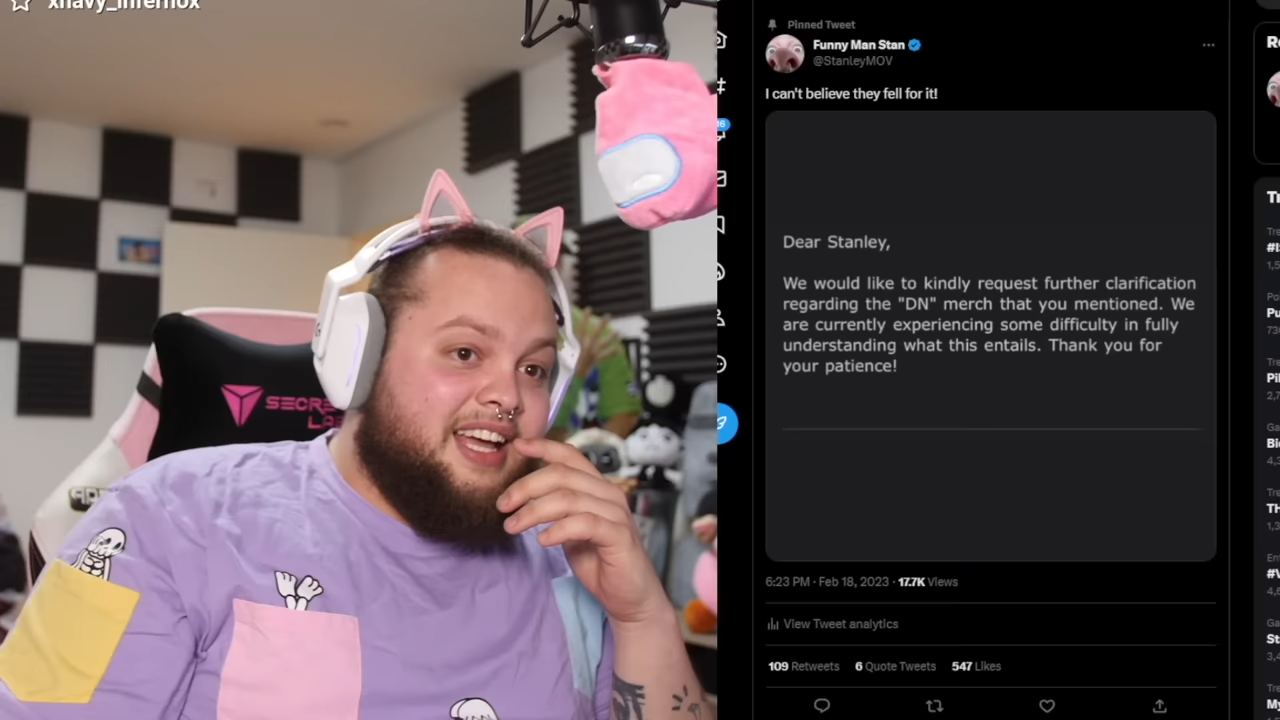 xnavy_infernox
SECRE
LA
Pinned Tweet
Funny Man Stan
@StanleyMOV
I can't believe they fell for it!
Dear Stanley,
We would like to kindly request further clarification
regarding the "DN" merch that you mentioned. We
are currently experiencing some difficulty in fully
understanding what this entails. Thank you for
your patience!
6:23 PM · Feb 18, 2023 · 17.7K Views
View Tweet analytics
109 Retweets 6 Quote Tweets 547 Likes